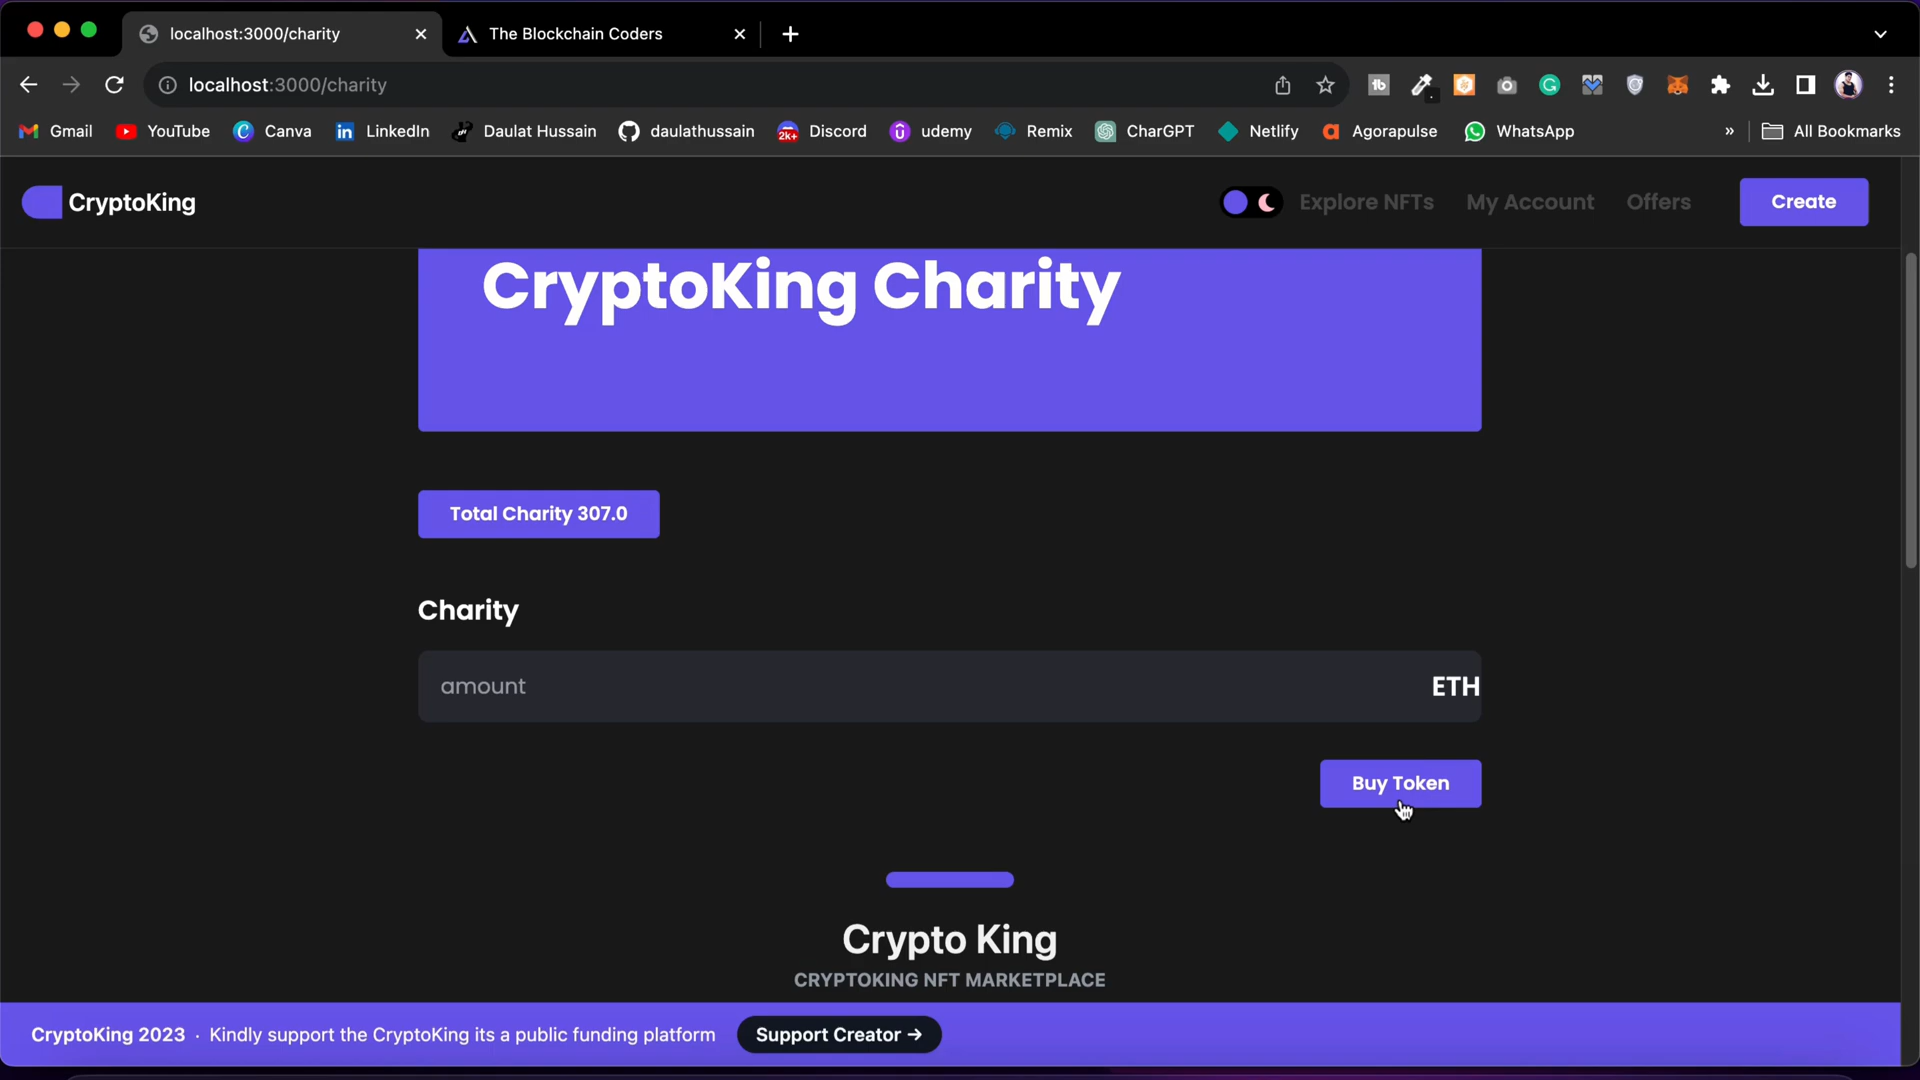 localhost:3000/charity
The Blockchain Coders
localhost:3000/charity
Gmail
YouTube
Canva
LinkedIn
Daulat Hussain
daulathussain
Discord
udemy
Remix
CharGPT
Netlify
Agorapulse
WhatsApp
»
All Bookmarks
CryptoKing
Explore NFTs
My Account
Offers
Create
CryptoKing Charity
Total Charity 307.0
Charity
amount
ETH
Buy Token
Crypto King
CRYPTOKING NFT MARKETPLACE
CryptoKing 2023 · Kindly support the CryptoKing its a public funding platform
Support Creator →